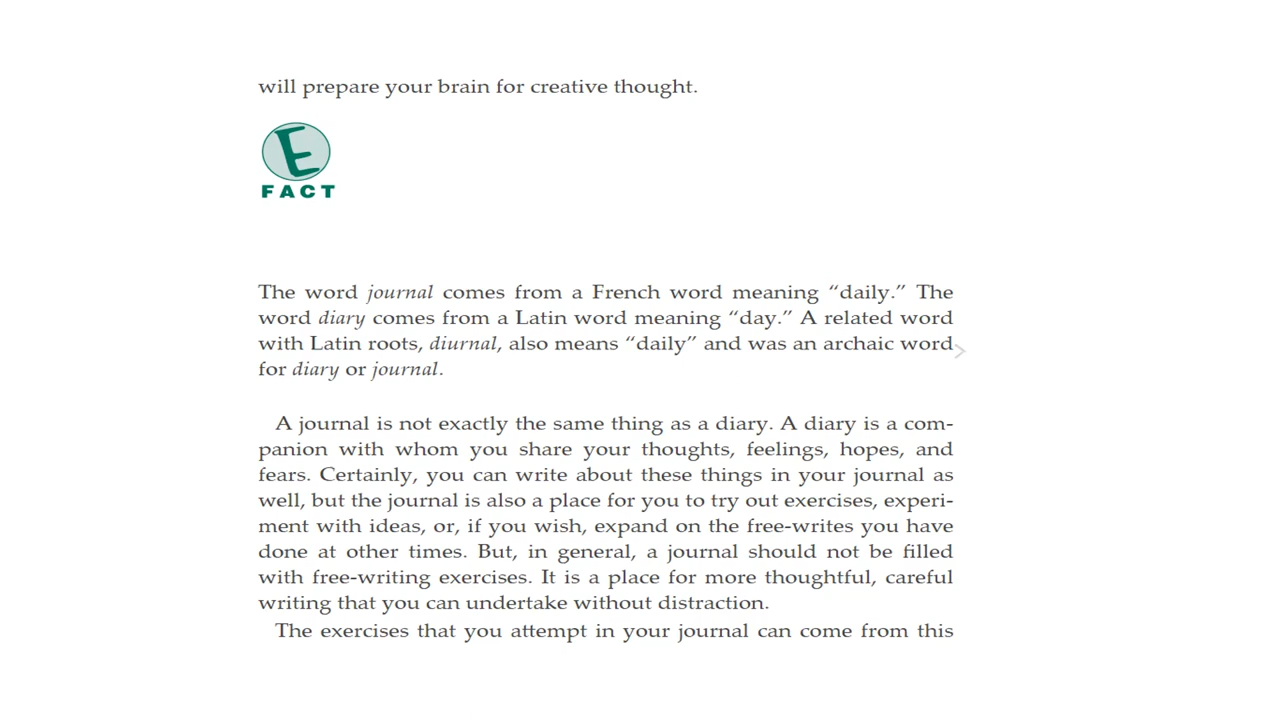 will prepare your brain for creative thought.
E
FACT
The word journal comes from a French word meaning “daily.” The
word diary comes from a Latin word meaning “day.” A related word
with Latin roots, diurnal, also means “daily” and was an archaic word
for diary or journal.
A journal is not exactly the same thing as a diary. A diary is a com-
panion with whom you share your thoughts, feelings, hopes, and
fears. Certainly, you can write about these things in your journal as
well, but the journal is also a place for you to try out exercises, experi-
ment with ideas, or, if you wish, expand on the free-writes you have
done at other times. But, in general, a journal should not be filled
with free-writing exercises. It is a place for more thoughtful, careful
writing that you can undertake without distraction.
The exercises that you attempt in your journal can come from this